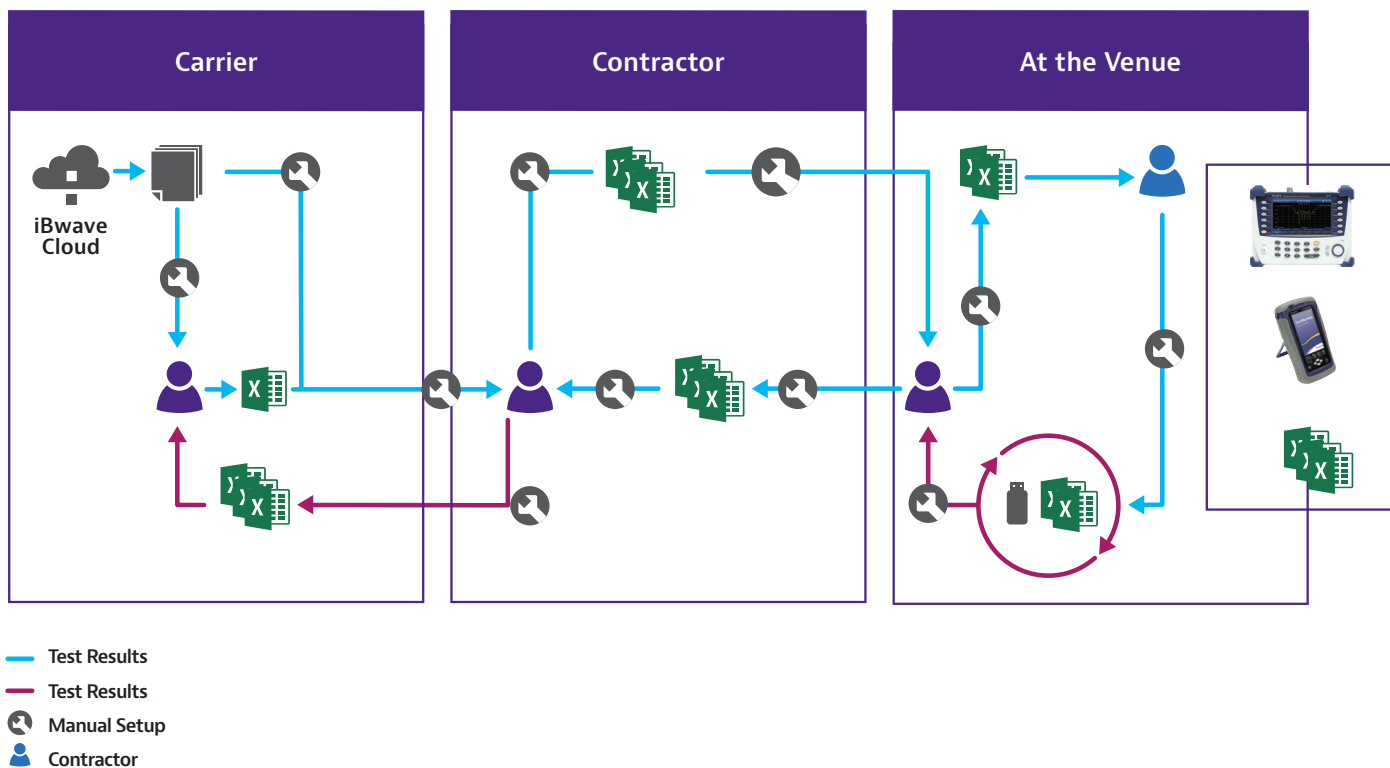 Carrier
Contractor
At the Venue
iBwave
Cloud
Test Results
Test Results
Manual Setup
Contractor